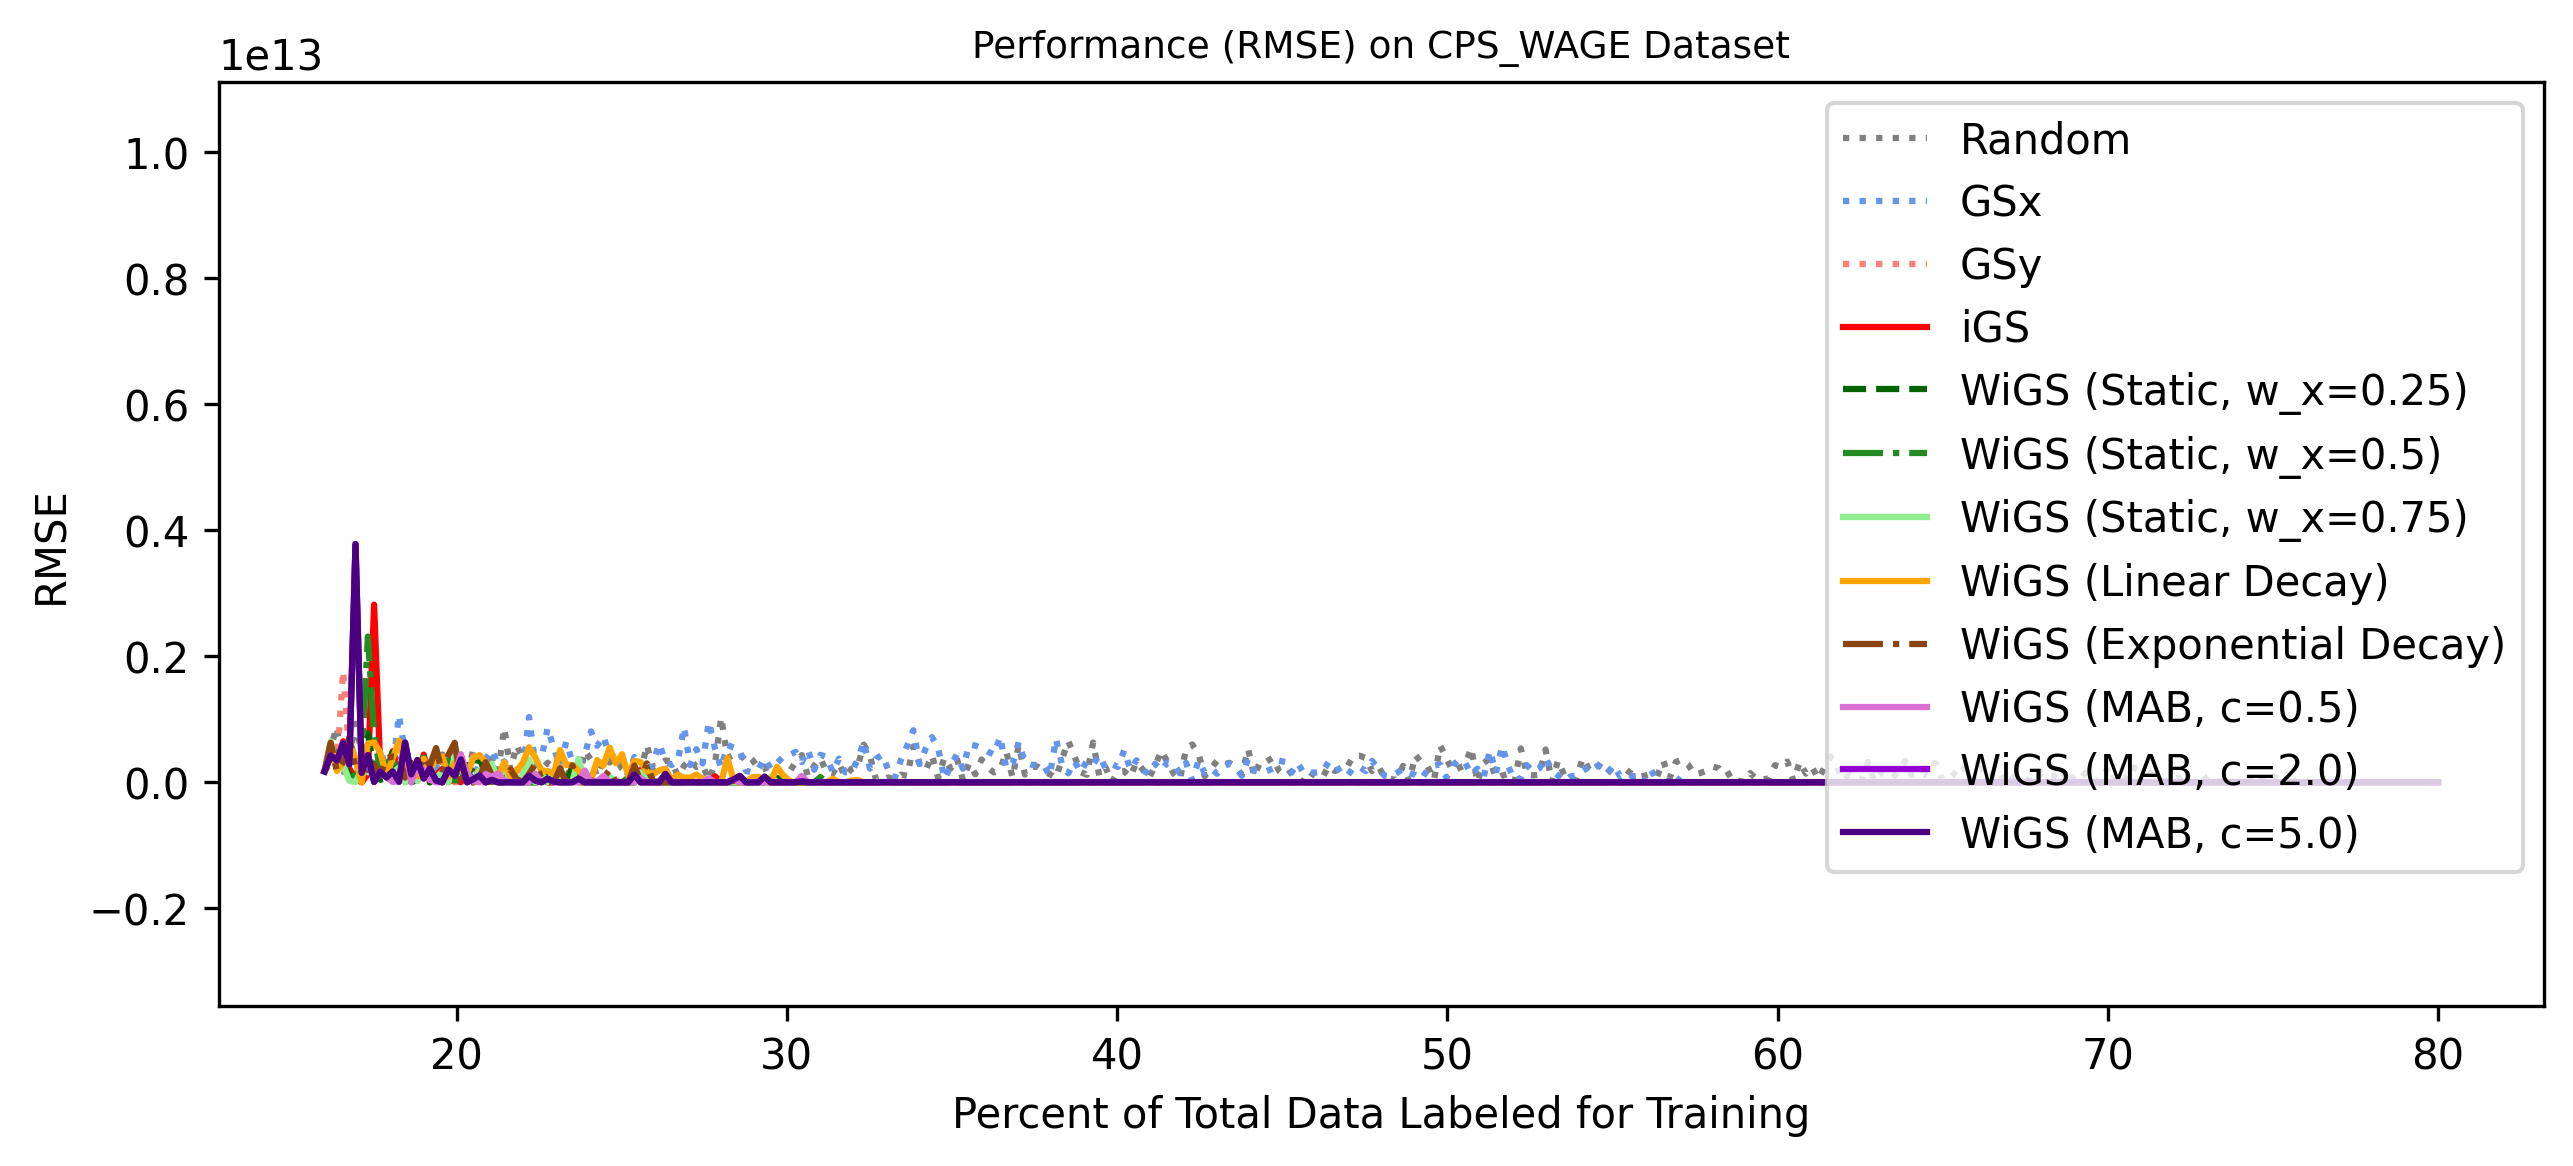 Performance (RMSE) on CPS_WAGE Dataset
1e13
1.0
0.8
0.6
0.4
0.2
0.0
−0.2
RMSE
Random
GSx
GSy
iGS
WiGS (Static, w_x=0.25)
WiGS (Static, w_x=0.5)
WiGS (Static, w_x=0.75)
WiGS (Linear Decay)
WiGS (Exponential Decay)
WiGS (MAB, c=0.5)
WiGS (MAB, c=2.0)
WiGS (MAB, c=5.0)
20 30 40 50 60 70 80
Percent of Total Data Labeled for Training